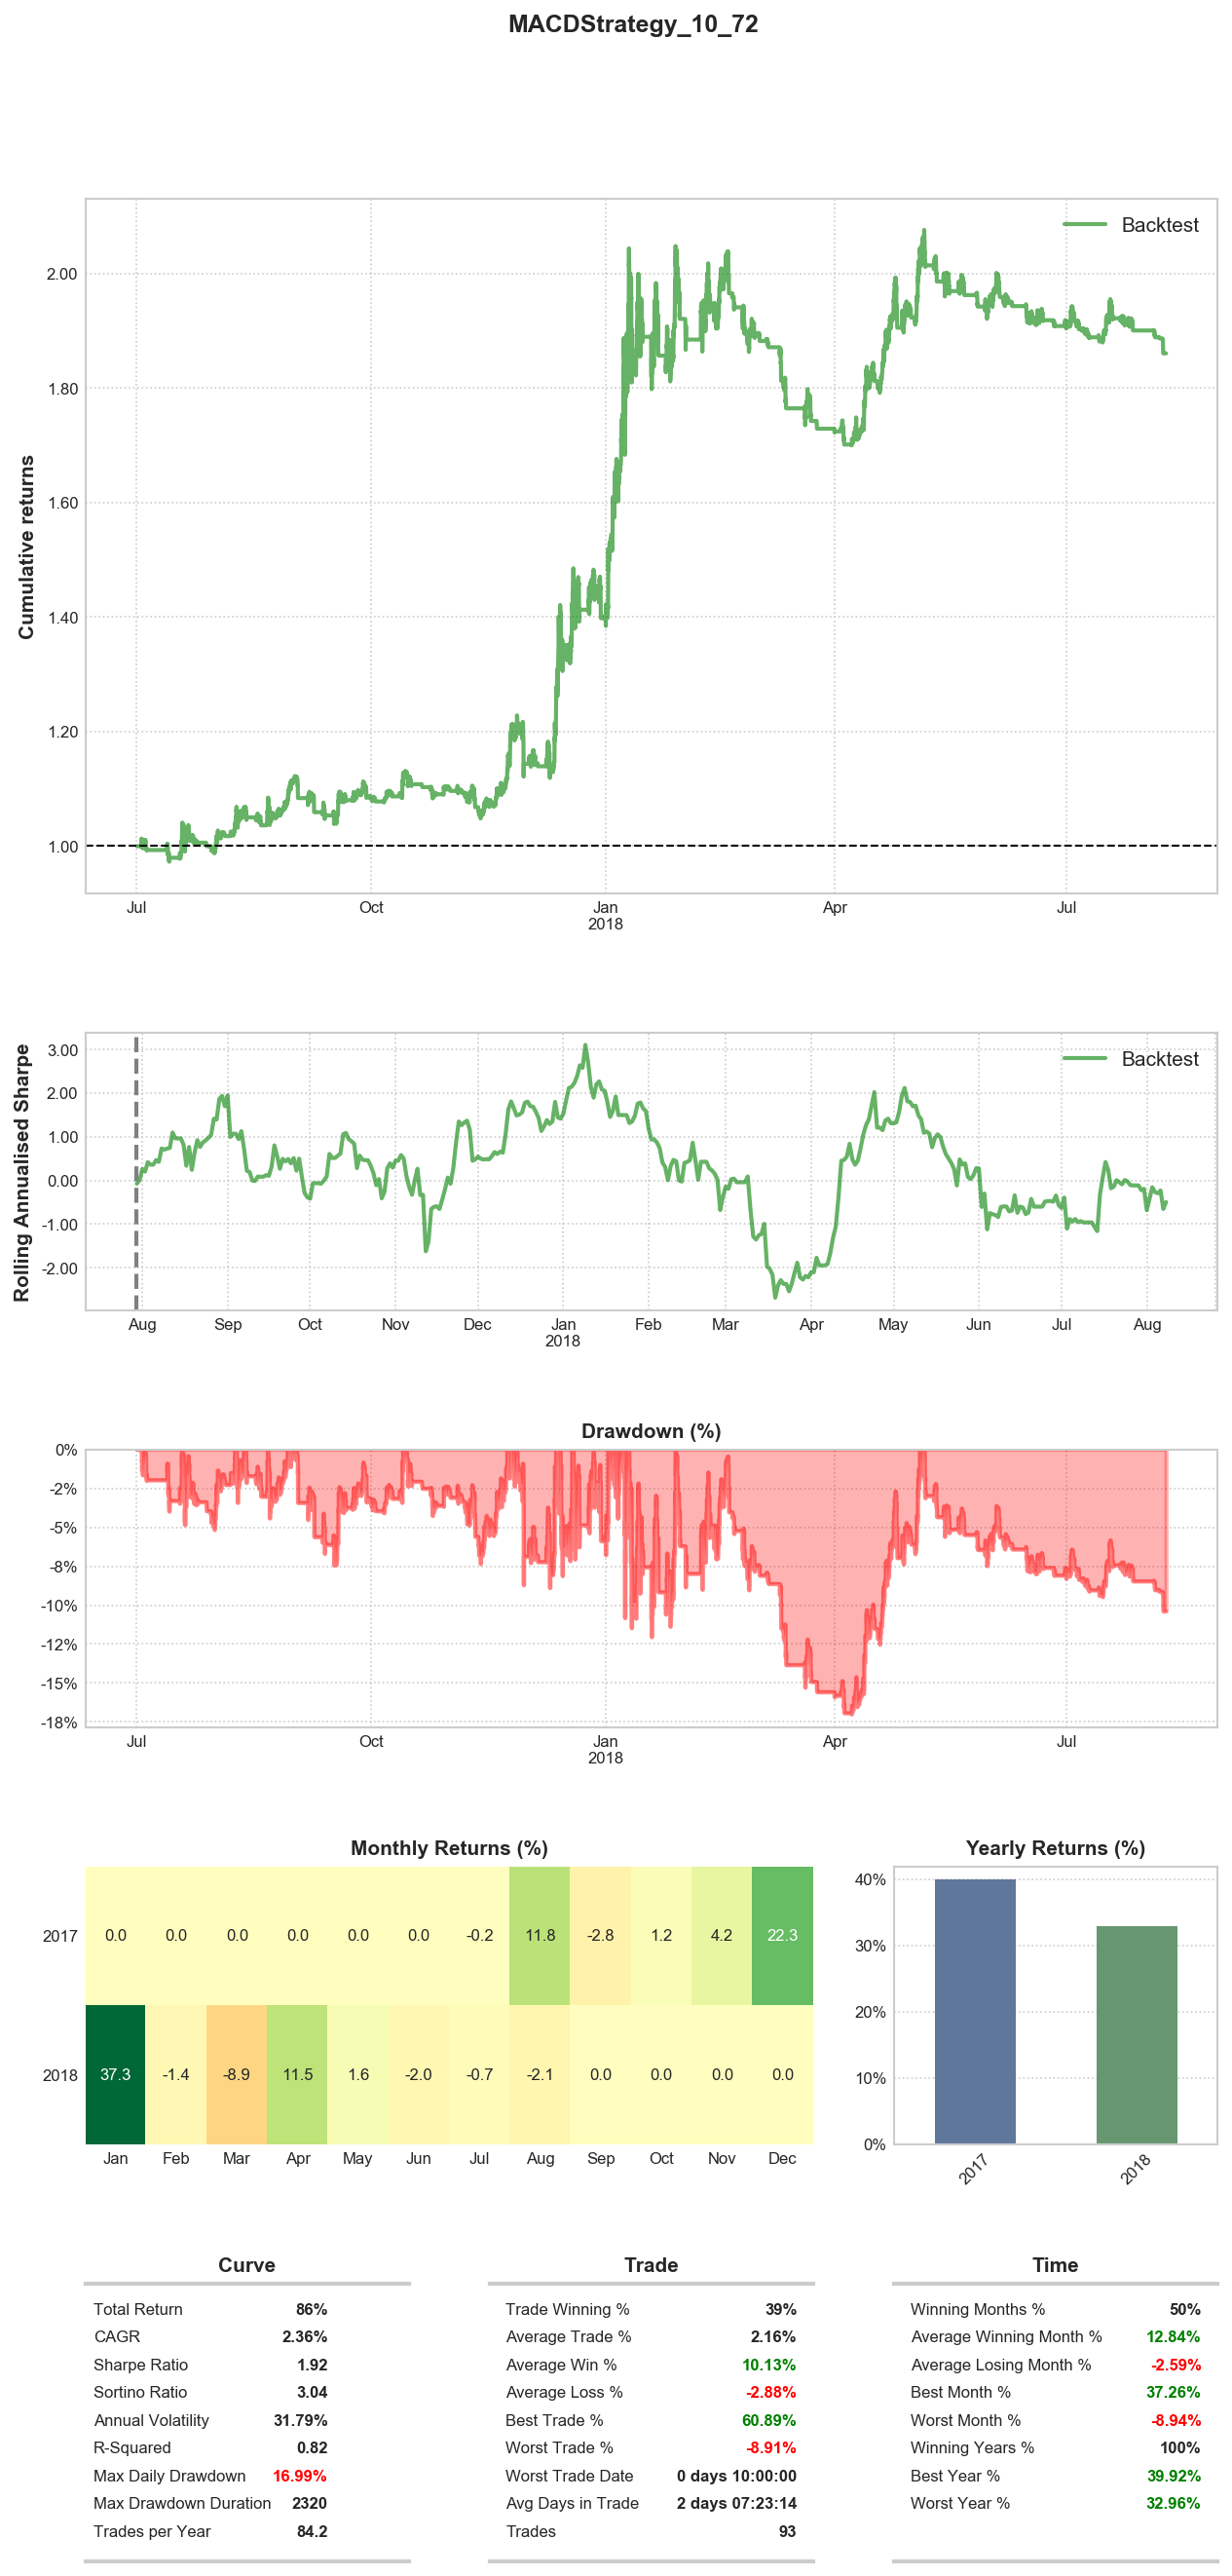 MACDStrategy_10_72
Backtest
2.00
1.80
1.60
1.40
1.20
1.00
Cumulative returns
Jul Oct Jan Apr Jul
2018
Backtest
3.00
2.00
1.00
0.00
-1.00
-2.00
Rolling Annualised Sharpe
Aug Sep Oct Nov Dec Jan Feb Mar Apr May Jun Jul Aug
2018
Drawdown (%)
0%
-2%
-5%
-8%
-10%
-12%
-15%
-18%
Jul Oct Jan Apr Jul
2018
Monthly Returns (%)
2017 0.0 0.0 0.0 0.0 0.0 0.0 -0.2 11.8 -2.8 1.2 4.2 22.3
2018 37.3 -1.4 -8.9 11.5 1.6 -2.0 -0.7 -2.1 0.0 0.0 0.0 0.0
Jan Feb Mar Apr May Jun Jul Aug Sep Oct Nov Dec
Yearly Returns (%)
40%
30%
20%
10%
0%
2017 2018
Curve
Total Return 86%
CAGR 2.36%
Sharpe Ratio 1.92
Sortino Ratio 3.04
Annual Volatility 31.79%
R-Squared 0.82
Max Daily Drawdown 16.99%
Max Drawdown Duration 2320
Trades per Year 84.2
Trade
Trade Winning % 39%
Average Trade % 2.16%
Average Win % 10.13%
Average Loss % -2.88%
Best Trade % 60.89%
Worst Trade % -8.91%
Worst Trade Date 0 days 10:00:00
Avg Days in Trade 2 days 07:23:14
Trades 93
Time
Winning Months % 50%
Average Winning Month % 12.84%
Average Losing Month % -2.59%
Best Month % 37.26%
Worst Month % -8.94%
Winning Years % 100%
Best Year % 39.92%
Worst Year % 32.96%